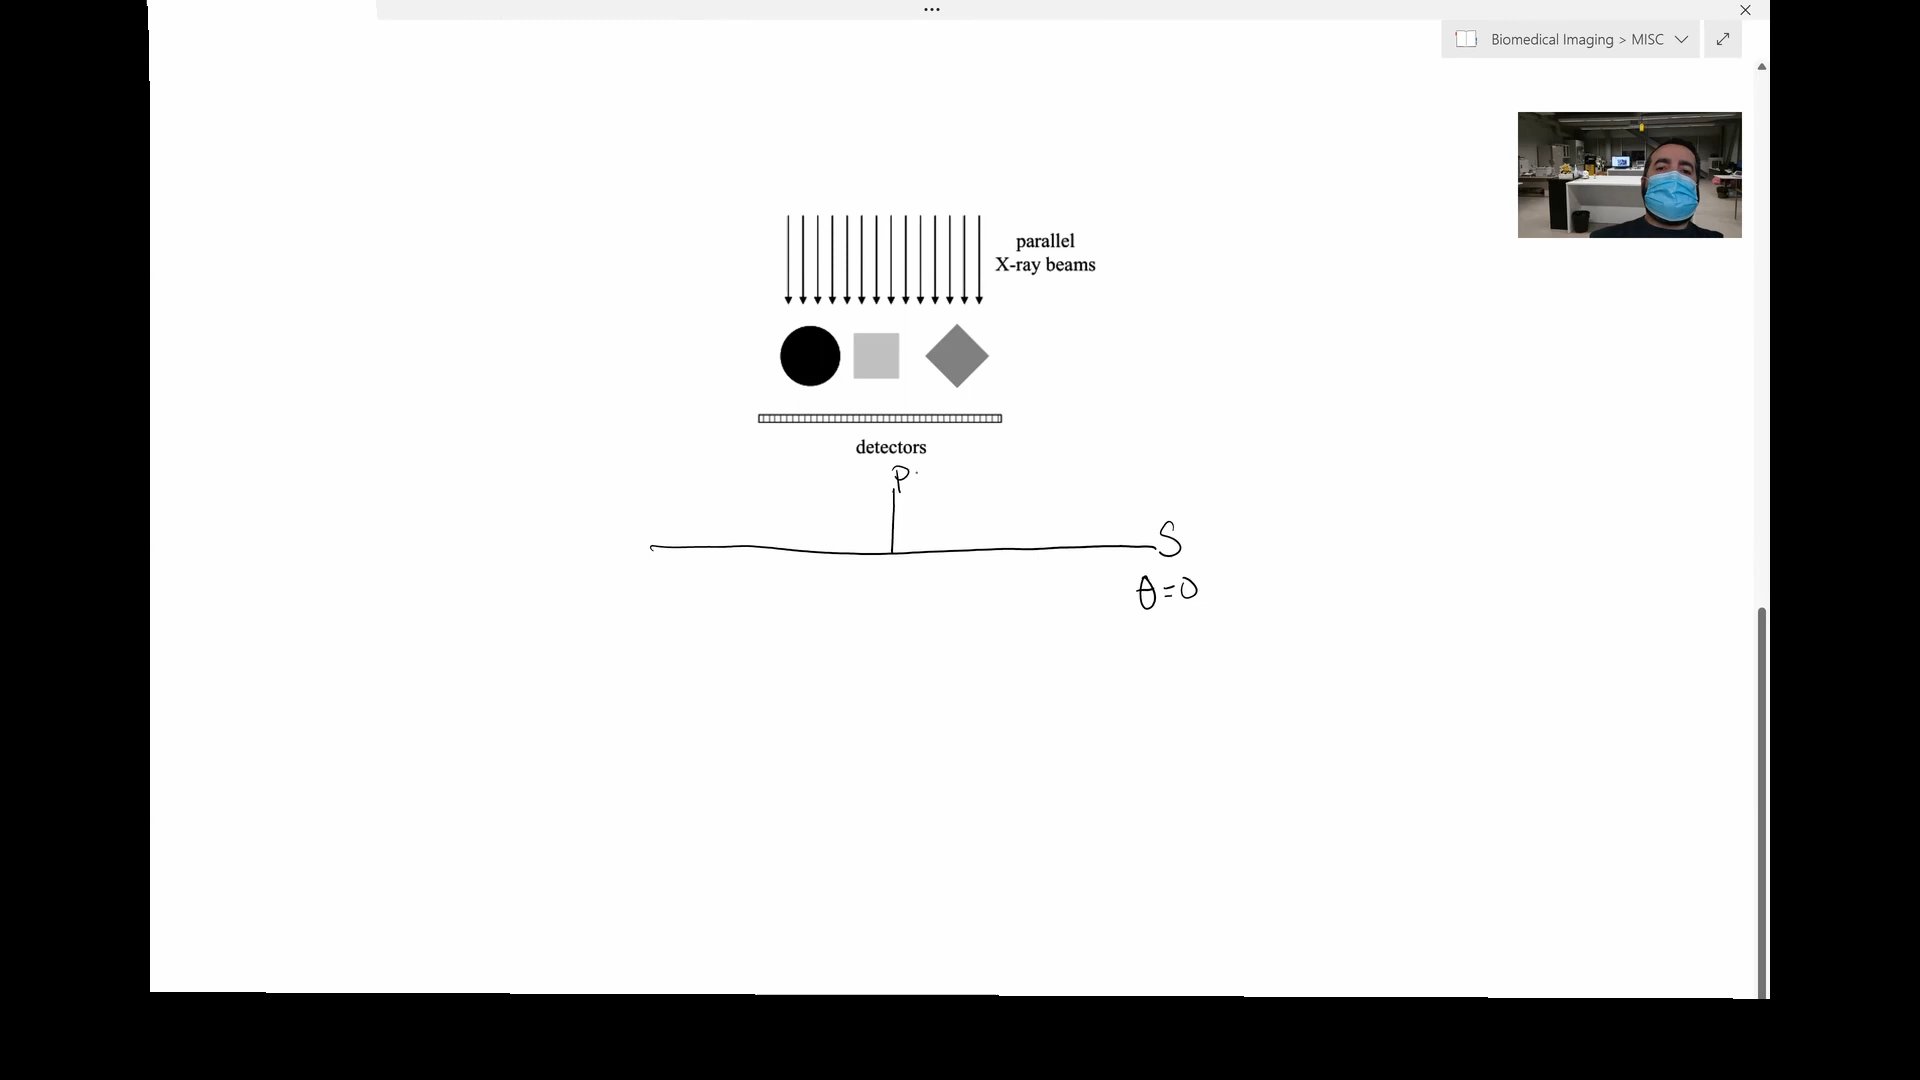 Biomedical Imaging > MISC
parallel
X-ray beams
detectors
P
S
θ=0